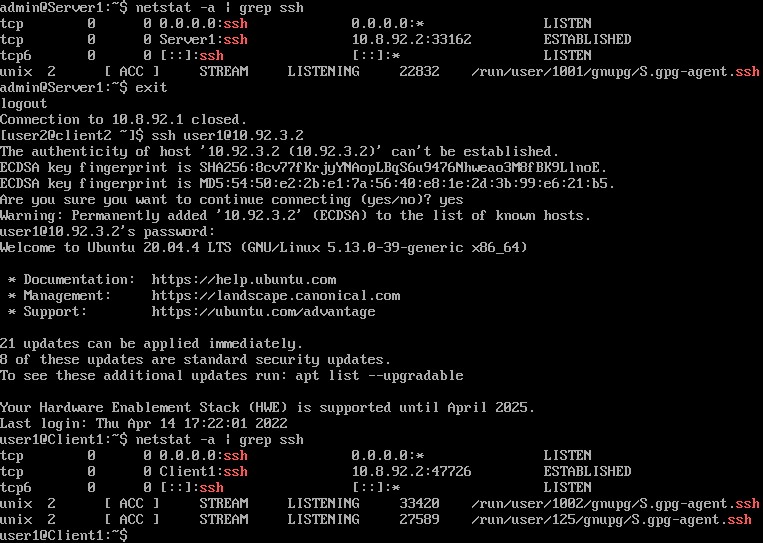 admin@Server1:~$ netstat -a | grep ssh
tcp 0 0 0.0.0.0:ssh 0.0.0.0:* LISTEN
tcp 0 0 Server1:ssh 10.8.92.2:33162 ESTABLISHED
tcp6 0 0 [::]:ssh [::]:* LISTEN
unix 2 [ ACC ] STREAM LISTENING 22832 /run/user/1001/gnupg/S.gpg-agent.ssh
admin@Server1:~$ exit
logout
Connection to 10.8.92.1 closed.
[user2@client2 ~]$ ssh user1@10.92.3.2
The authenticity of host '10.92.3.2 (10.92.3.2)' can't be established.
ECDSA key fingerprint is SHA256:8cv77fKrjyYNAopLBqS6u9476Nhweao3M8fBK9LlnoE.
ECDSA key fingerprint is MD5:54:50:e2:2b:e1:7a:56:40:e8:1e:2d:3b:99:e6:21:b5.
Are you sure you want to continue connecting (yes/no)? yes
Warning: Permanently added '10.92.3.2' (ECDSA) to the list of known hosts.
user1@10.92.3.2's password:
Welcome to Ubuntu 20.04.4 LTS (GNU/Linux 5.13.0-39-generic x86_64)
* Documentation: https://help.ubuntu.com
* Management: https://landscape.canonical.com
* Support: https://ubuntu.com/advantage
21 updates can be applied immediately.
8 of these updates are standard security updates.
To see these additional updates run: apt list --upgradable
Your Hardware Enablement Stack (HWE) is supported until April 2025.
Last login: Thu Apr 14 17:22:01 2022
user1@Client1:~$ netstat -a | grep ssh
tcp 0 0 0.0.0.0:ssh 0.0.0.0:* LISTEN
tcp 0 0 Client1:ssh 10.8.92.2:47726 ESTABLISHED
tcp6 0 0 [::]:ssh [::]:* LISTEN
unix 2 [ ACC ] STREAM LISTENING 33420 /run/user/1002/gnupg/S.gpg-agent.ssh
unix 2 [ ACC ] STREAM LISTENING 27589 /run/user/125/gnupg/S.gpg-agent.ssh
user1@Client1:~$